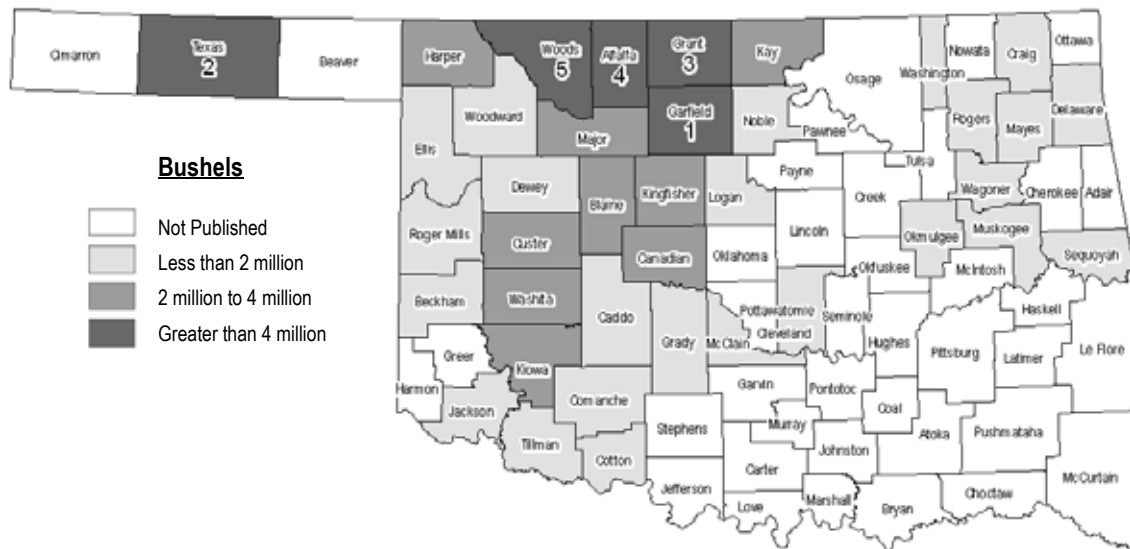 Cimarron
Texas
2
Beaver
Harper
Woods
5
Alfalfa
4
Grant
3
Kay
Osage
Washington
Nowata
Craig
Ottawa
Woodward
Ellis
Major
Garfield
1
Noble
Pawnee
Rogers
Mayes
Delaware
Bushels
Not Published
Less than 2 million
2 million to 4 million
Greater than 4 million
Dewey
Blaine
Kingfisher
Logan
Payne
Creek
Tulsa
Wagoner
Cherokee
Adair
Roger Mills
Custer
Canadian
Oklahoma
Lincoln
Okmulgee
Muskogee
Okfuskee
McIntosh
Sequoyah
Beckham
Washita
Caddo
Grady
McClain
Pottawatomie
Cleveland
Seminole
Hughes
Haskell
Pittsburg
Latimer
Le Flore
Greer
Harmon
Kiowa
Jackson
Comanche
Tillman
Cotton
Stephens
Garvin
Murray
Pontotoc
Coal
Johnston
Atoka
Pushmataha
Carter
Jefferson
Love
Marshall
Bryan
Choctaw
McCurtain